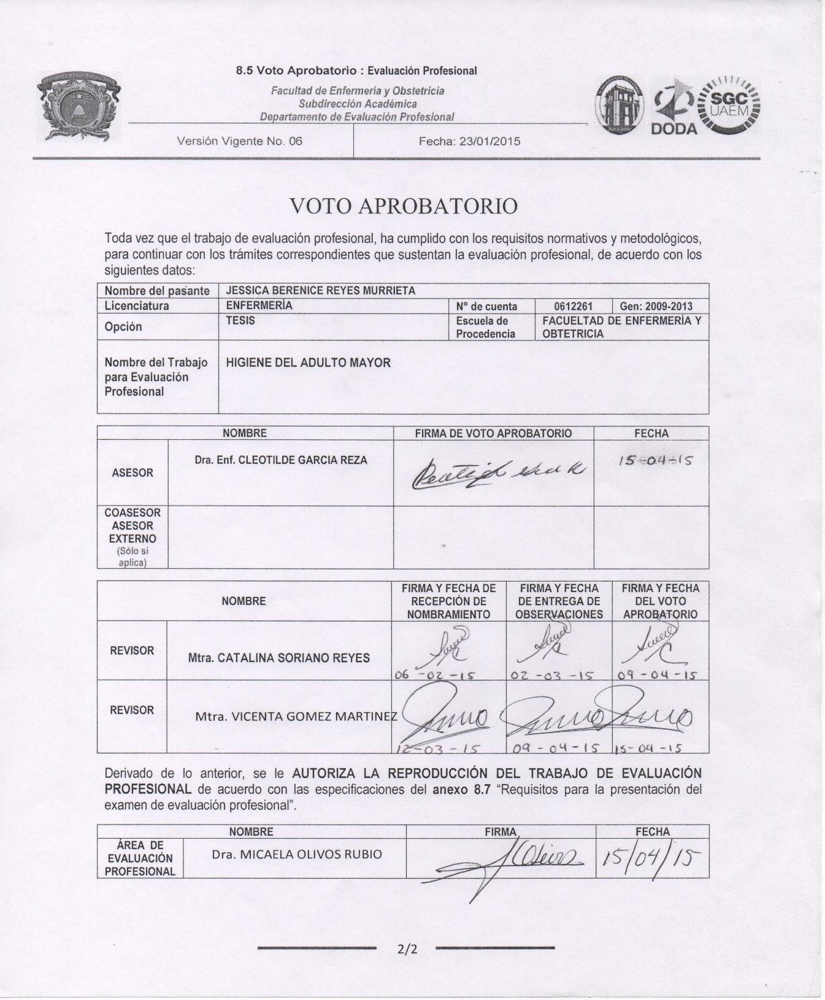 8.5 Voto Aprobatorio : Evaluación Profesional
Facultad de Enfermería y Obstetricia
Subdirección Académica
Departamento de Evaluación Profesional
Versión Vigente No. 06
Fecha: 23/01/2015
DODA
SGC
UAEM
VOTO APROBATORIO
Toda vez que el trabajo de evaluación profesional, ha cumplido con los requisitos normativos y metodológicos,
para continuar con los trámites correspondientes que sustentan la evaluación profesional, de acuerdo con los
siguientes datos:
Nombre del pasante JESSICA BERENICE REYES MURRIETA
Licenciatura ENFERMERÍA N° de cuenta 0612261 Gen: 2009-2013
Opción TESIS Escuela de Procedencia FACUELTAD DE ENFERMERÍA Y
OBTETRICIA
Nombre del Trabajo
para Evaluación
Profesional
HIGIENE DEL ADULTO MAYOR
NOMBRE FIRMA DE VOTO APROBATORIO FECHA
ASESOR Dra. Enf. CLEOTILDE GARCIA REZA 15-04-15
COASESOR
ASESOR
EXTERNO
(Sólo si
aplica)
NOMBRE
FIRMA Y FECHA DE
RECEPCIÓN DE
NOMBRAMIENTO
FIRMA Y FECHA
DE ENTREGA DE
OBSERVACIONES
FIRMA Y FECHA
DEL VOTO
APROBATORIO
REVISOR Mtra. CATALINA SORIANO REYES
06-02-15 02-03-15 09-04-15
REVISOR Mtra. VICENTA GOMEZ MARTINEZ
12-03-15 09-04-15 15-04-15
Derivado de lo anterior, se le AUTORIZA LA REPRODUCCIÓN DEL TRABAJO DE EVALUACIÓN
PROFESIONAL de acuerdo con las especificaciones del anexo 8.7 “Requisitos para la presentación del
examen de evaluación profesional”.
NOMBRE FIRMA FECHA
ÁREA DE
EVALUACIÓN
PROFESIONAL
Dra. MICAELA OLIVOS RUBIO 15/04/15
2/2